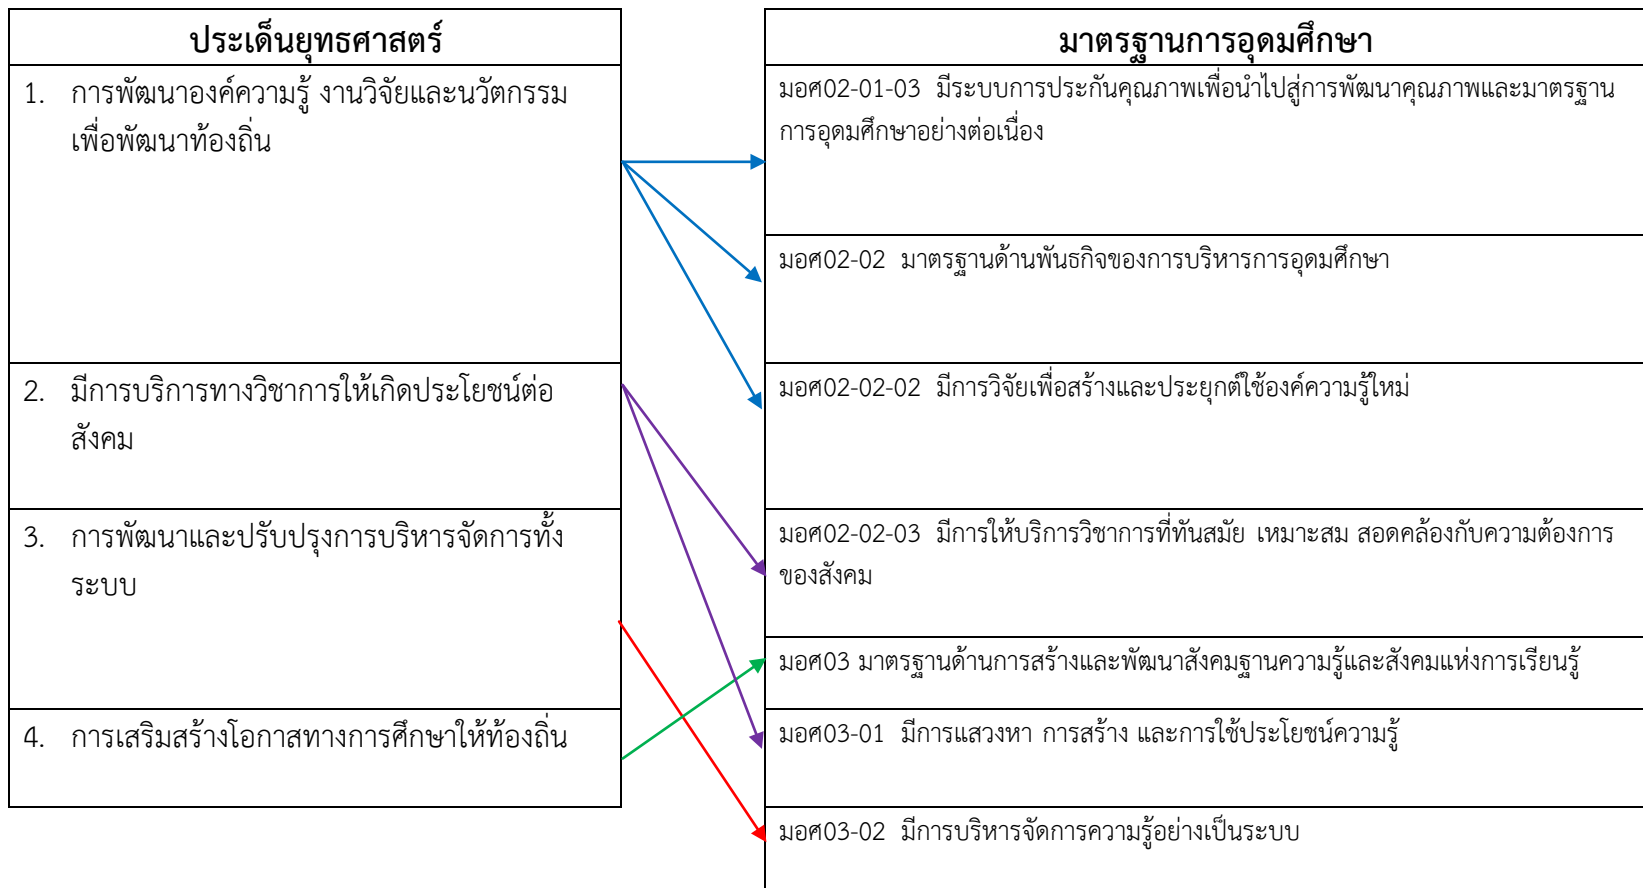 ประเด็นยุทธศาสตร์
1. การพัฒนาองค์ความรู้ งานวิจัยและนวัตกรรม
เพื่อพัฒนาท้องถิ่น
2. มีการบริการทางวิชาการให้เกิดประโยชน์ต่อ
สังคม
3. การพัฒนาและปรับปรุงการบริหารจัดการทั้ง
ระบบ
4. การเสริมสร้างโอกาสทางการศึกษาให้ท้องถิ่น
มาตรฐานการอุดมศึกษา
มอศ02-01-03 มีระบบการประกันคุณภาพเพื่อนำไปสู่การพัฒนาคุณภาพและมาตรฐาน
การอุดมศึกษาอย่างต่อเนื่อง
มอศ02-02 มาตรฐานด้านพันธกิจของการบริหารการอุดมศึกษา
มอศ02-02-02 มีการวิจัยเพื่อสร้างและประยุกต์ใช้องค์ความรู้ใหม่
มอศ02-02-03 มีการให้บริการวิชาการที่ทันสมัย เหมาะสม สอดคล้องกับความต้องการ
ของสังคม
มอศ03 มาตรฐานด้านการสร้างและพัฒนาสังคมฐานความรู้และสังคมแห่งการเรียนรู้
มอศ03-01 มีการแสวงหา การสร้าง และการใช้ประโยชน์ความรู้
มอศ03-02 มีการบริหารจัดการความรู้อย่างเป็นระบบ